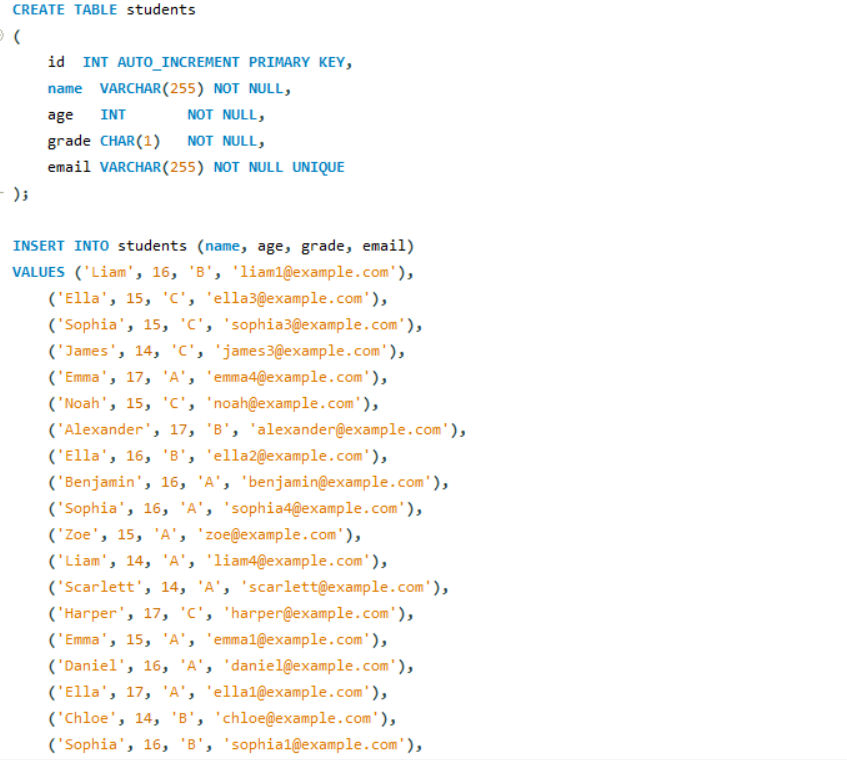 CREATE TABLE students
(
    id  INT AUTO_INCREMENT PRIMARY KEY,
    name  VARCHAR(255) NOT NULL,
    age   INT       NOT NULL,
    grade CHAR(1)   NOT NULL,
    email VARCHAR(255) NOT NULL UNIQUE
);

INSERT INTO students (name, age, grade, email)
VALUES ('Liam', 16, 'B', 'liam1@example.com'),
    ('Ella', 15, 'C', 'ella3@example.com'),
    ('Sophia', 15, 'C', 'sophia3@example.com'),
    ('James', 14, 'C', 'james3@example.com'),
    ('Emma', 17, 'A', 'emma4@example.com'),
    ('Noah', 15, 'C', 'noah@example.com'),
    ('Alexander', 17, 'B', 'alexander@example.com'),
    ('Ella', 16, 'B', 'ella2@example.com'),
    ('Benjamin', 16, 'A', 'benjamin@example.com'),
    ('Sophia', 16, 'A', 'sophia4@example.com'),
    ('Zoe', 15, 'A', 'zoe@example.com'),
    ('Liam', 14, 'A', 'liam4@example.com'),
    ('Scarlett', 14, 'A', 'scarlett@example.com'),
    ('Harper', 17, 'C', 'harper@example.com'),
    ('Emma', 15, 'A', 'emma1@example.com'),
    ('Daniel', 16, 'A', 'daniel@example.com'),
    ('Ella', 17, 'A', 'ella1@example.com'),
    ('Chloe', 14, 'B', 'chloe@example.com'),
    ('Sophia', 16, 'B', 'sophia1@example.com'),